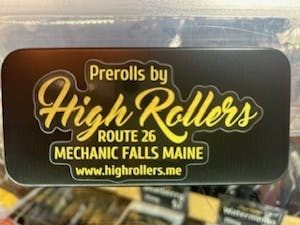 Prerolls by
High Rollers
ROUTE 26
MECHANIC FALLS MAINE
www.highrollers.me